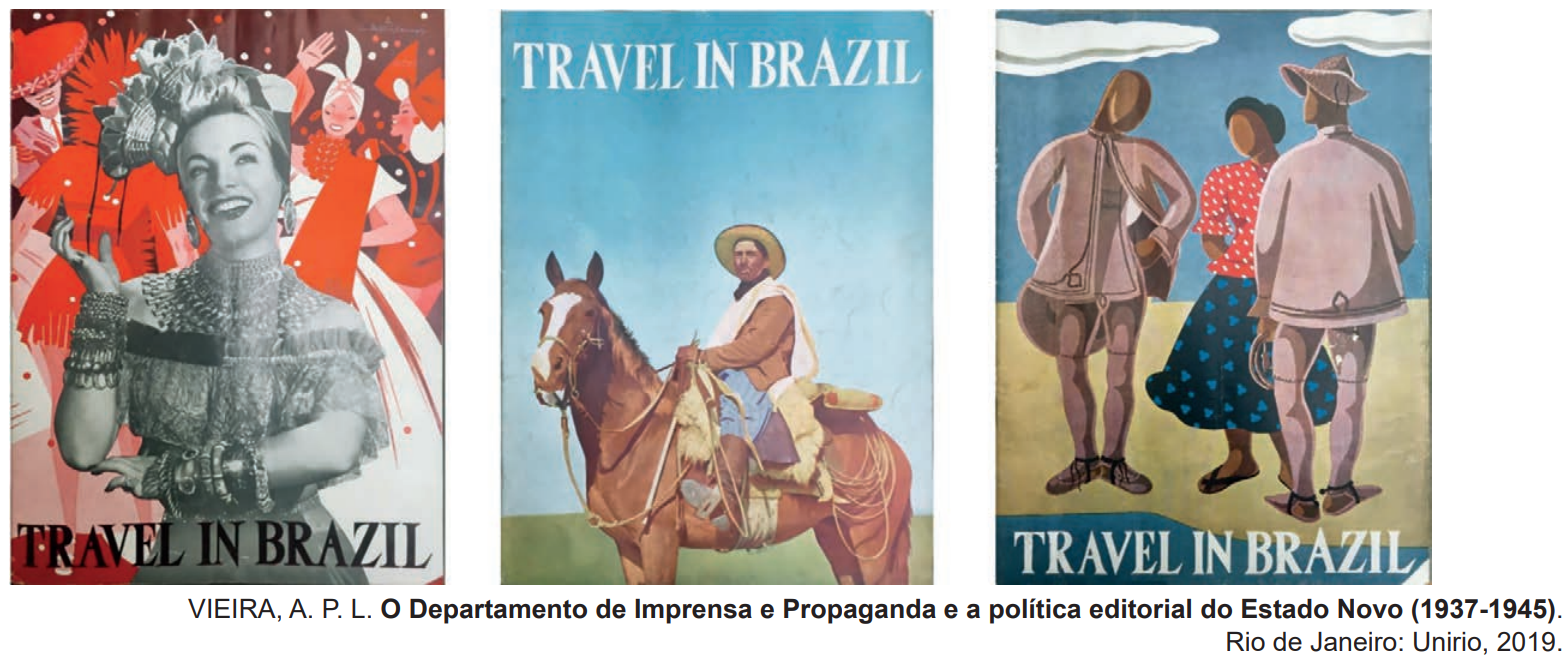 TRAVEL IN BRAZIL
TRAVEL IN BRAZIL
TRAVEL IN BRAZIL
VIEIRA, A. P. L. O Departamento de Imprensa e Propaganda e a política editorial do Estado Novo (1937-1945).
Rio de Janeiro: Unirio, 2019.